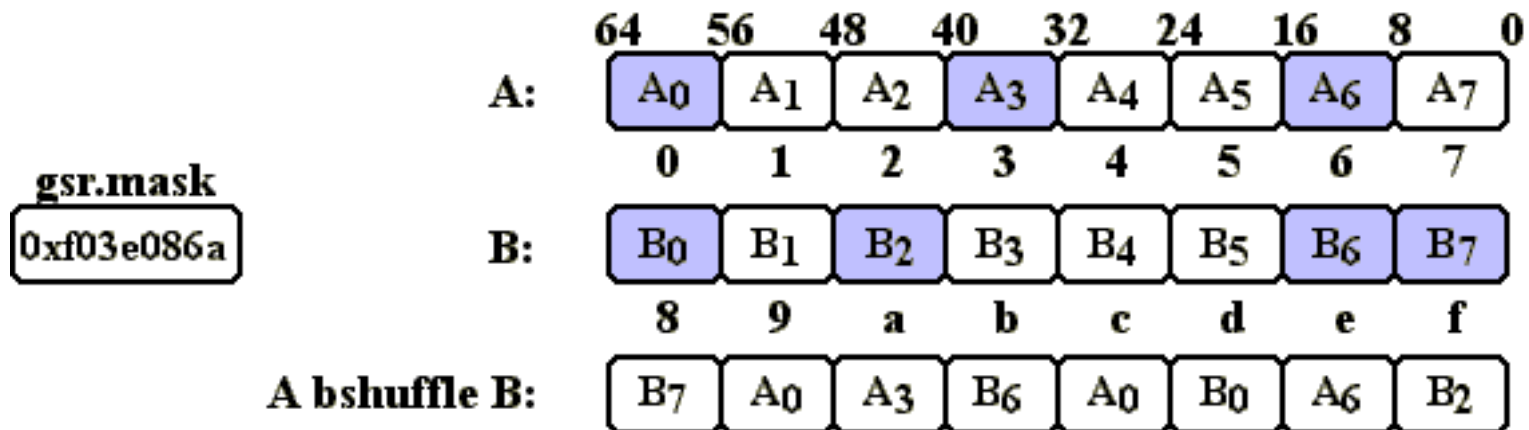 64 56 48 40 32 24 16 8 0
A: A0 A1 A2 A3 A4 A5 A6 A7
0 1 2 3 4 5 6 7
gsr.mask
0xf03e086a
B: B0 B1 B2 B3 B4 B5 B6 B7
8 9 a b c d e f
A bshuffle B: B7 A0 A3 B6 A0 B0 A6 B2